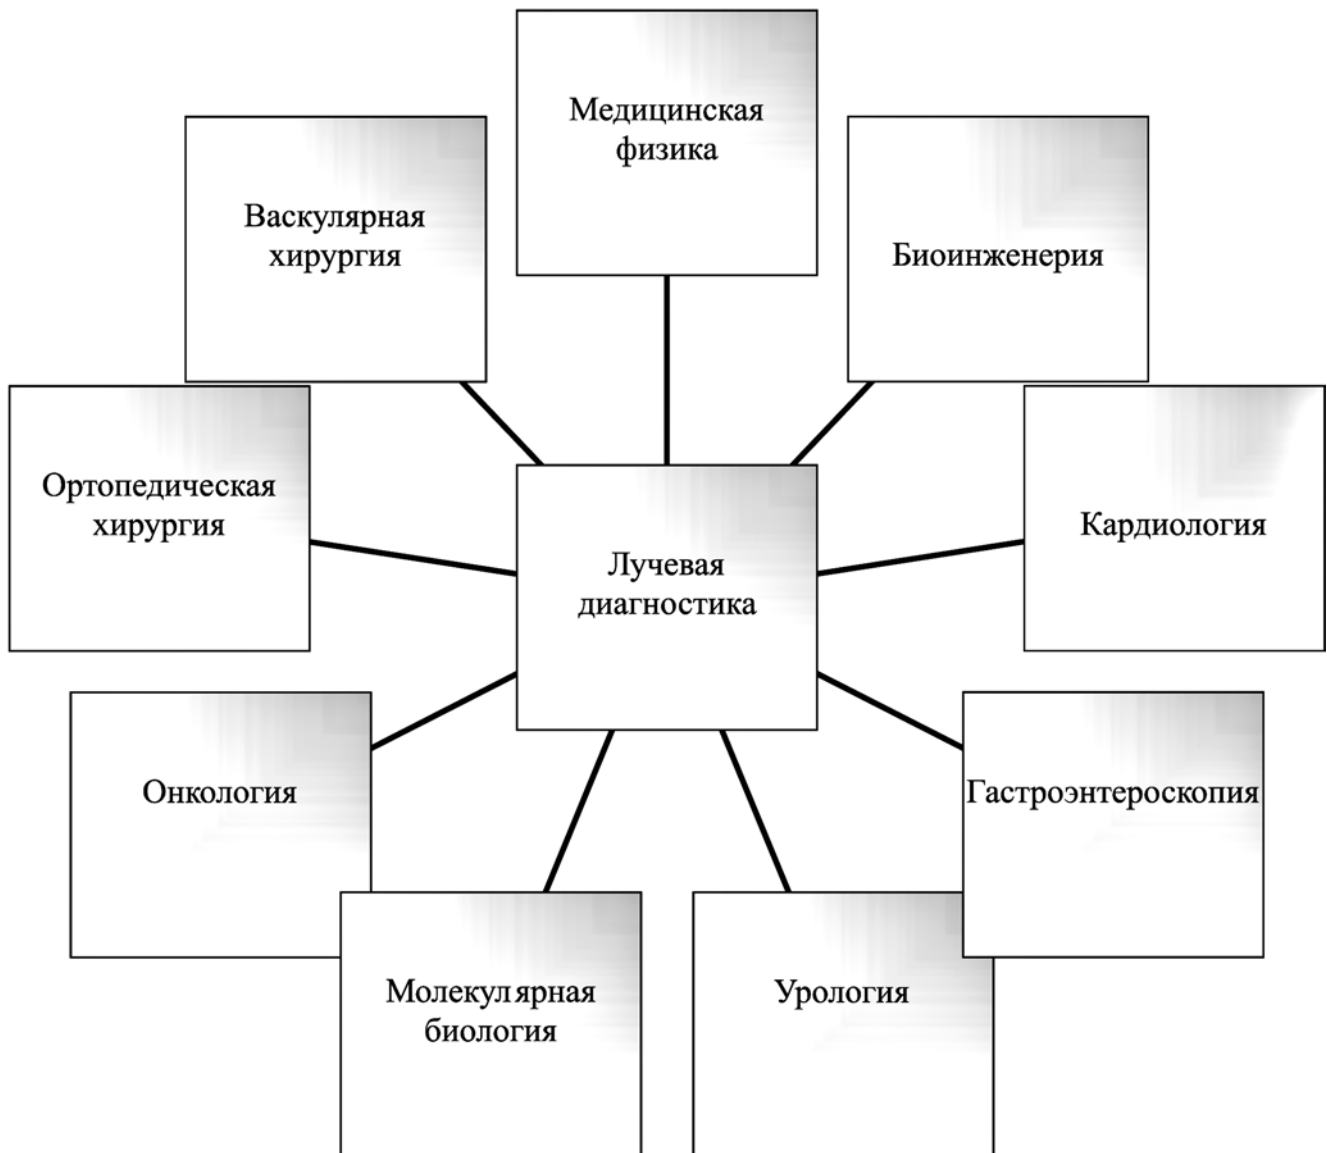 Медицинская
физика
Васкулярная
хирургия
Биоинженерия
Ортопедическая
хирургия
Кардиология
Лучевая
диагностика
Онкология
Гастроэнтероскопия
Молекулярная
биология
Урология